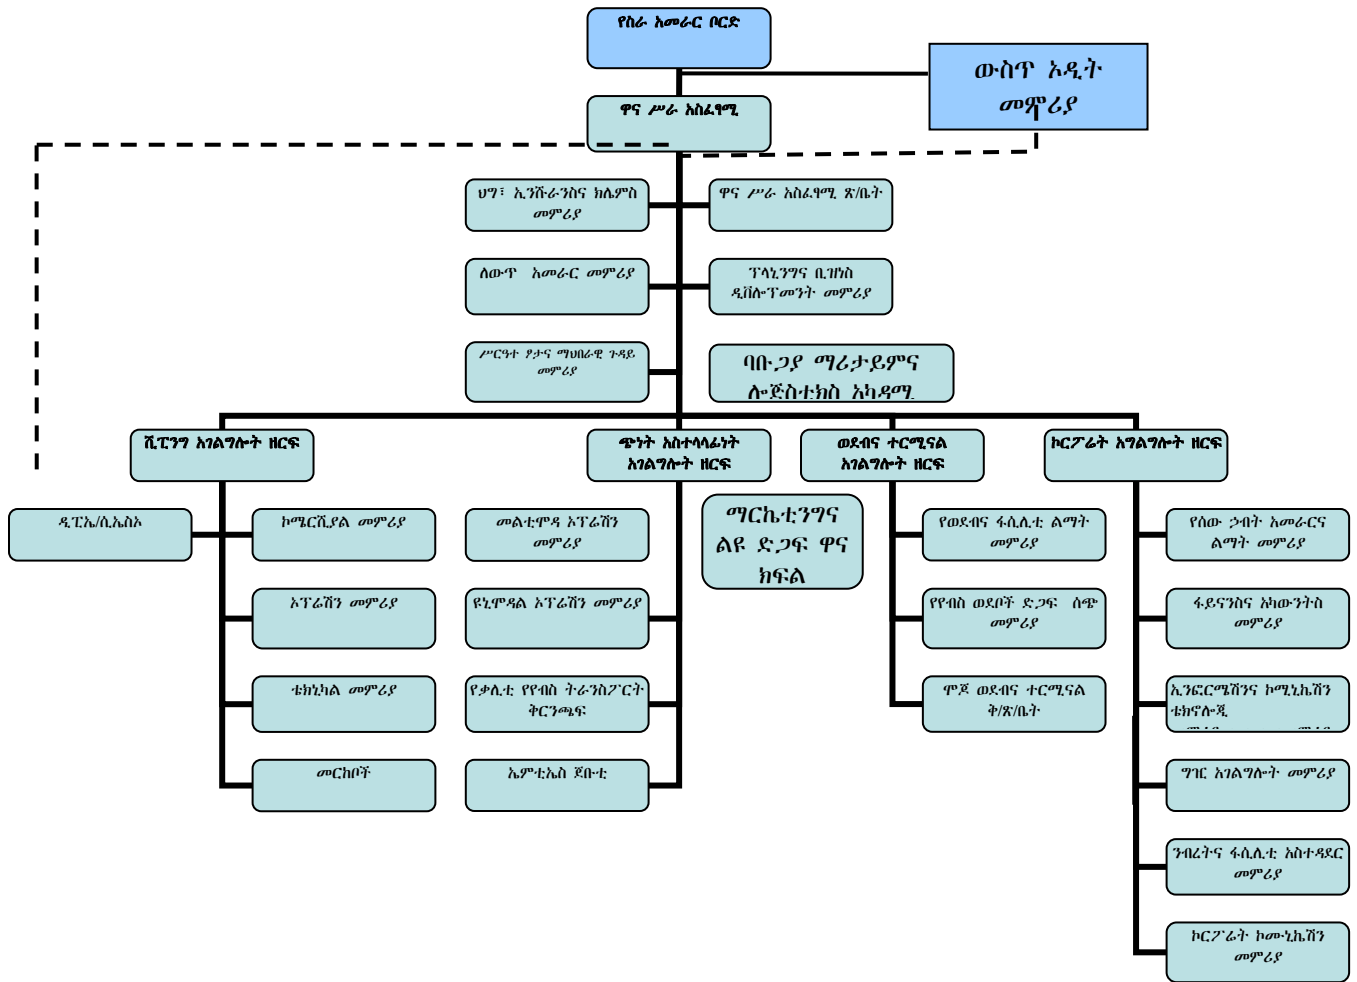 የስራ አመራር ቦርድ
ውስጥ ኦዲት
መምሪያ
ዋና ሥራ አስፈፃሚ
ህግ፣ ኢንሹራንስና ክሌምስ
መምሪያ
ዋና ሥራ አስፈፃሚ ጽ/ቤት
ለውጥ አመራር መምሪያ
ፕላኒንግና ቢዝነስ
ዲቨሎፕመንት መምሪያ
ሥርዓተ ፆታና ማህበራዊ ጉዳይ
መምሪያ
ባቡጋያ ማሪታይምና
ሎጅስተክስ አካዳሚ
ሺፒንግ አገልግሎት ዘርፍ
ጭነት አስተላላፊነት
አገልግሎት ዘርፍ
ወደብና ተርሚናል
አገልግሎት ዘርፍ
ኮርፖሬት አግልግሎት ዘርፍ
ዲፒኤ/ሲኤስኦ
ኮሜርሺያል መምሪያ
መልቲሞዳ ኦፕሬሽን
መምሪያ
ማርኬቲንግና
ልዩ ድጋፍ ዋና
ክፍል
የወደብና ፋሲሊቲ ልማት
መምሪያ
የሰው ኃብት አመራርና
ልማት መምሪያ
ኦፕሬሽን መምሪያ
ዩኒሞዳል ኦፕሬሽን መምሪያ
የየብስ ወደቦች ድጋፍ ሰጭ
መምሪያ
ፋይናንስና አካውንትስ
መምሪያ
ቴክኒካል መምሪያ
የቃሊቲ የየብስ ትራንስፖርት
ቅርንጫፍ
ሞጆ ወደብና ተርሚናል
ቅ/ጽ/ቤት
ኢንፎርሜሽንና ኮሚኒኬሽን
ቴክኖሎጂ
መርከቦች
ኤምቲኤስ ጅቡቲ
ግዢ አገልግሎት መምሪያ
ንብረትና ፋሲሊቲ አስተዳደር
መምሪያ
ኮርፖሬት ኮሙኒኬሽን
መምሪያ